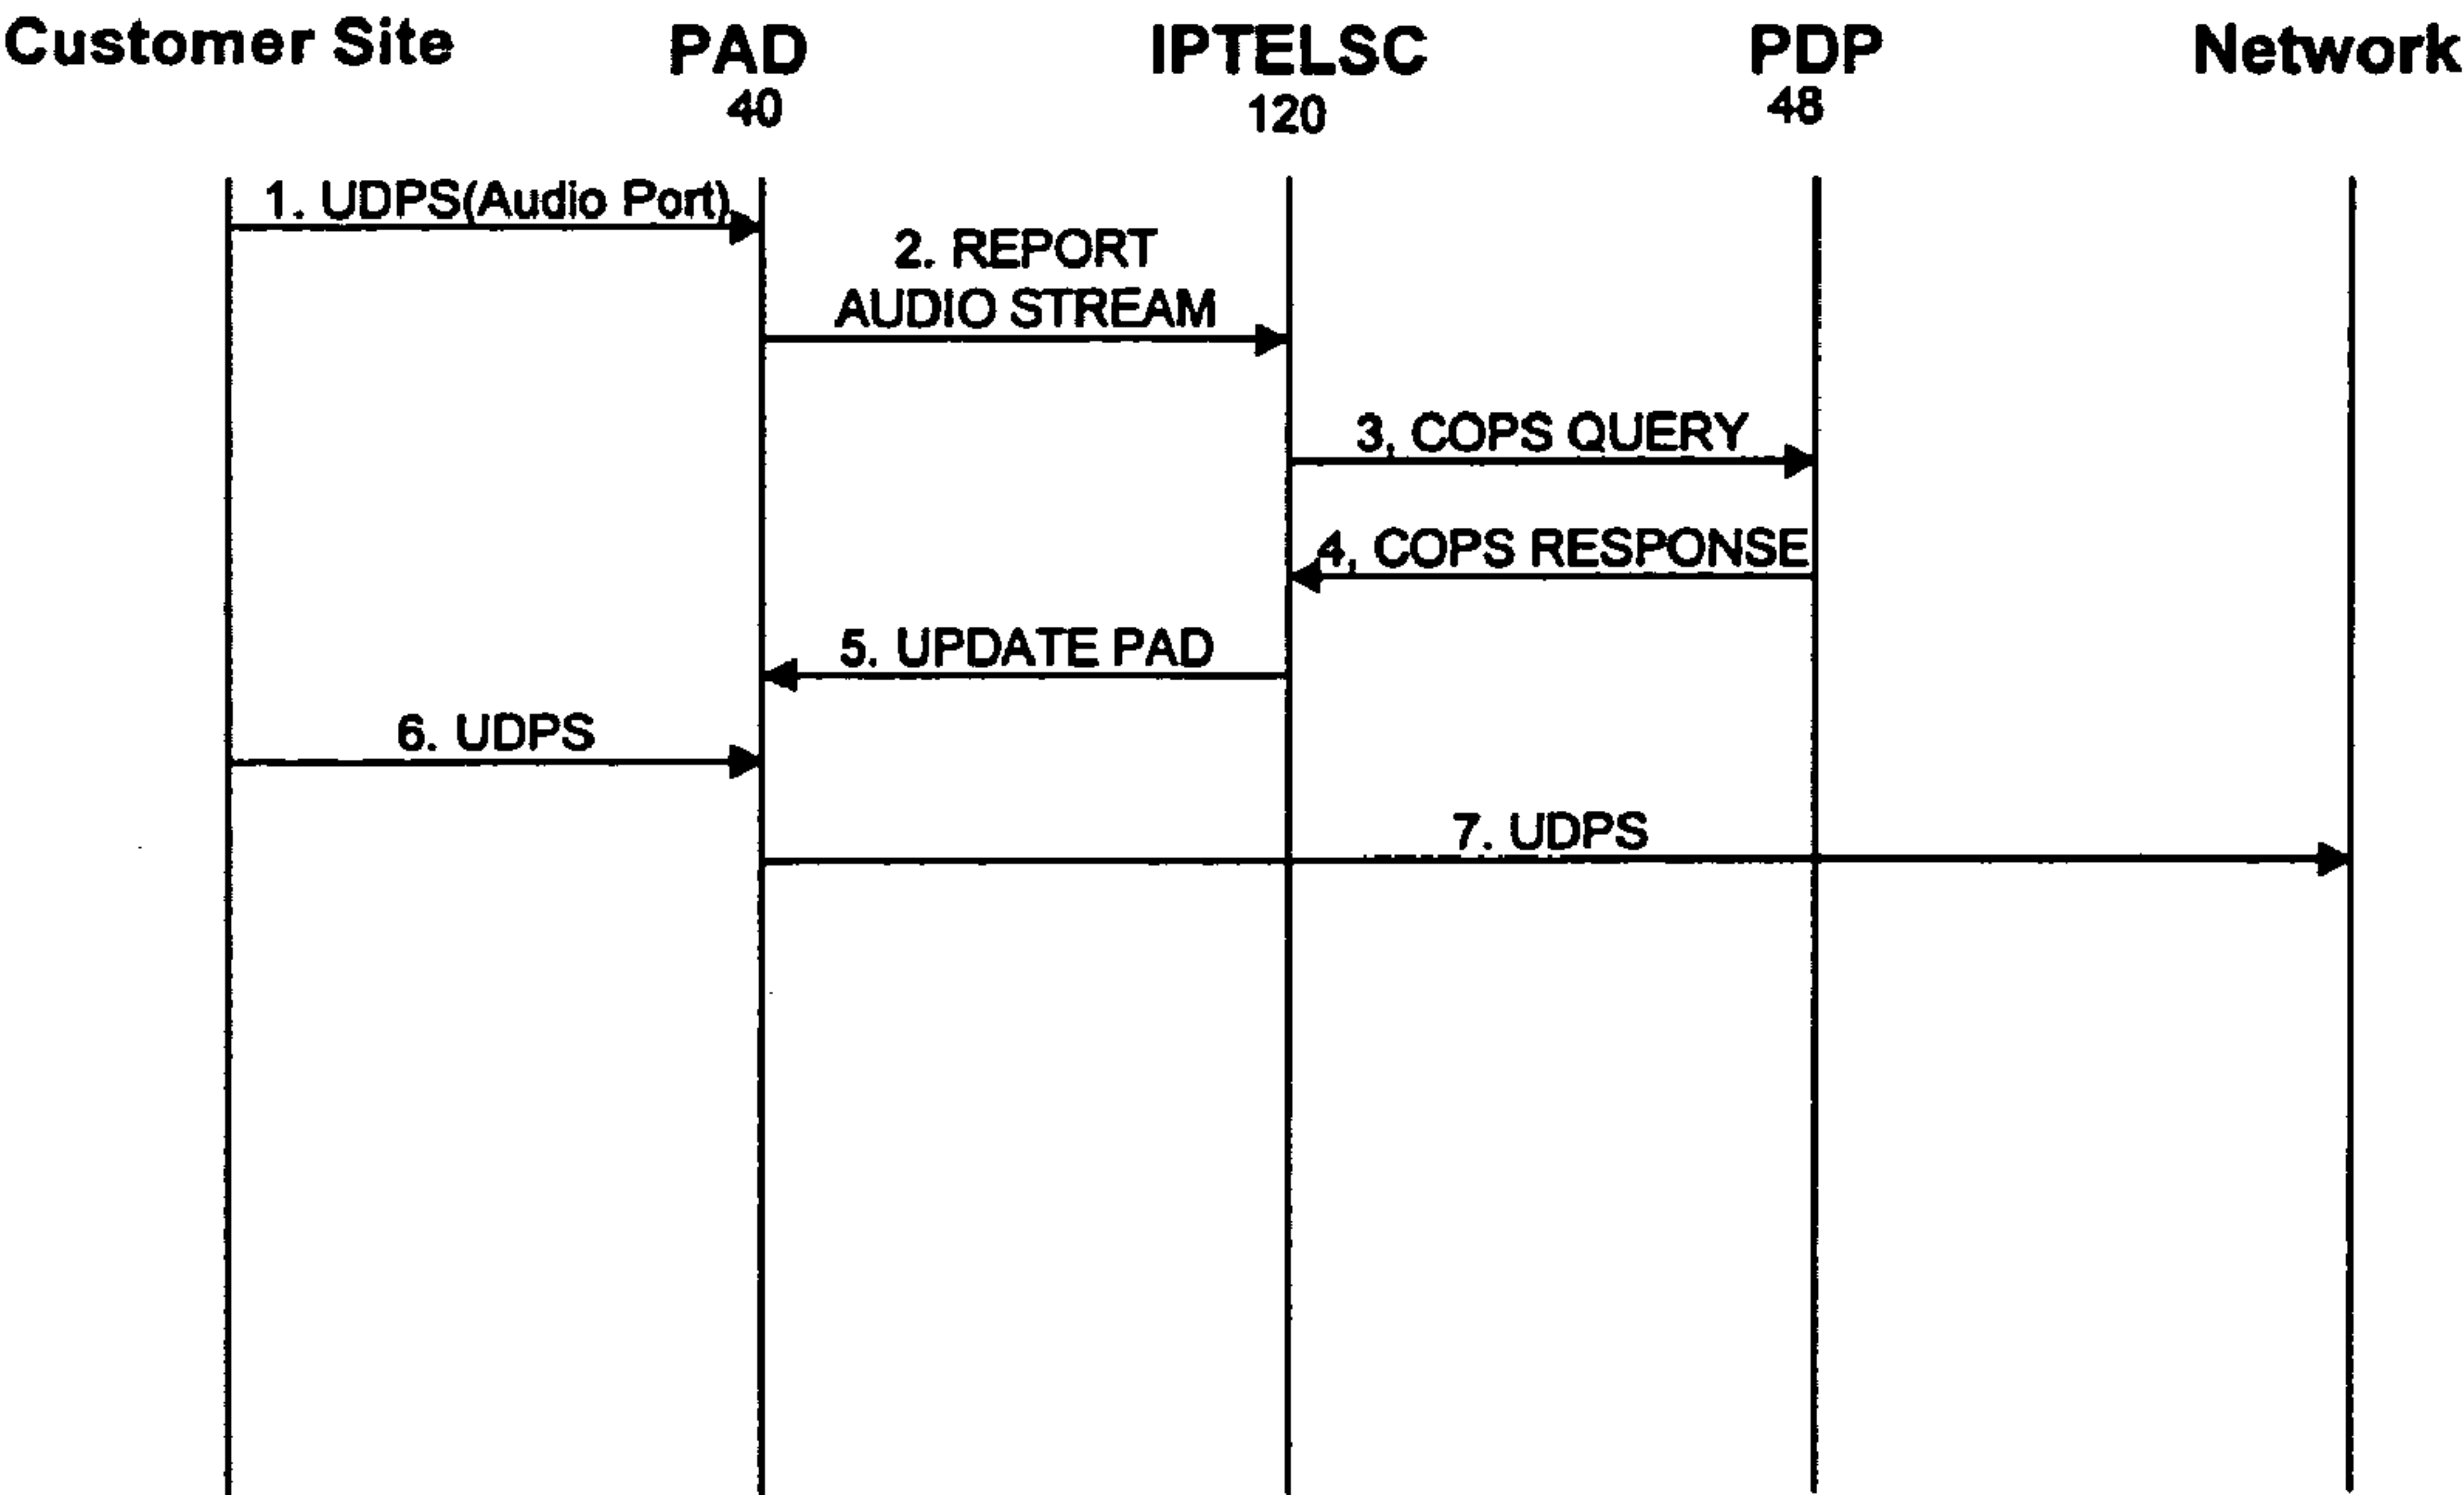 Customer Site PAD IPTELSC PDP Network
40 120 48
1. UDPS(Audio Port)
2. REPORT
AUDIO STREAM
3. COPS QUERY
4. COPS RESPONSE
5. UPDATE PAD
6. UDPS
7. UDPS